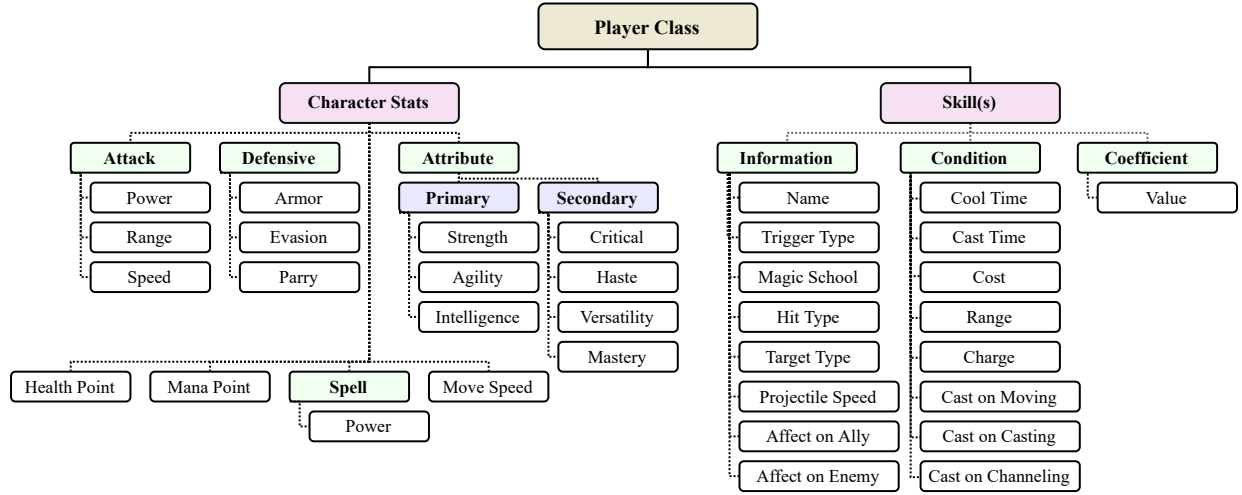 Player Class
Character Stats
Attack
Power
Range
Speed
Defensive
Armor
Evasion
Parry
Attribute
Primary
Strength
Agility
Intelligence
Secondary
Critical
Haste
Versatility
Mastery
Health Point
Mana Point
Spell
Power
Move Speed
Skill(s)
Information
Name
Trigger Type
Magic School
Hit Type
Target Type
Projectile Speed
Affect on Ally
Affect on Enemy
Condition
Cool Time
Cast Time
Cost
Range
Charge
Cast on Moving
Cast on Casting
Cast on Channeling
Coefficient
Value